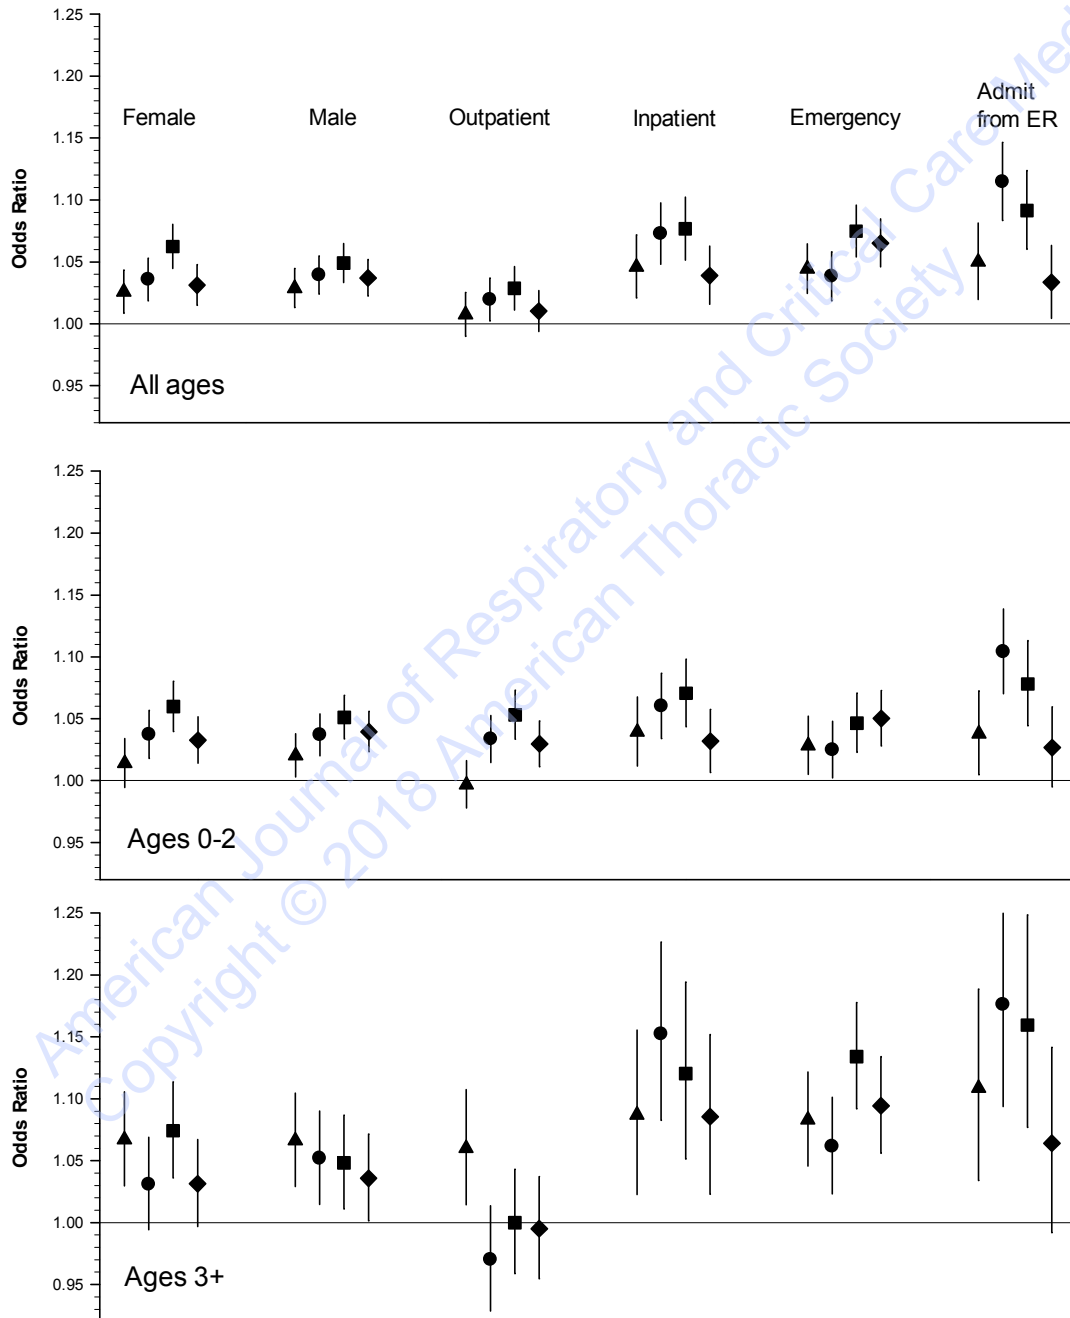 1.25
1.20
1.15
1.10
1.05
1.00
0.95
Odds Ratio
Female
Male
Outpatient
Inpatient
Emergency
Admit
from ER
All ages
1.25
1.20
1.15
1.10
1.05
1.00
0.95
Odds Ratio
Ages 0-2
1.25
1.20
1.15
1.10
1.05
1.00
0.95
Odds Ratio
Ages 3+
American Journal of Respiratory and Critical Care Med
Copyright © 2018 American Thoracic Society